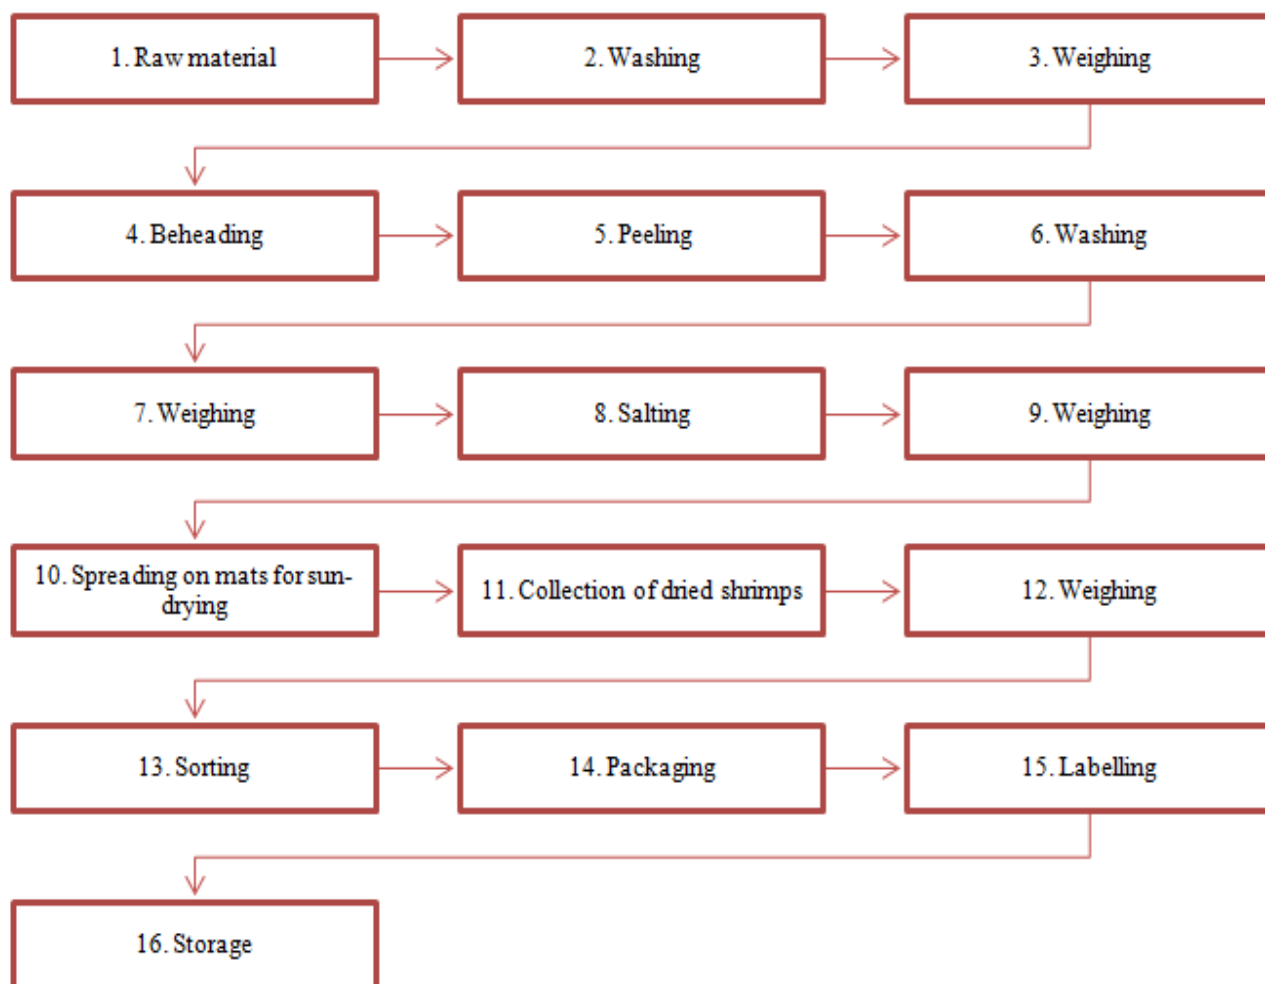 1. Raw material
2. Washing
3. Weighing
4. Beheading
5. Peeling
6. Washing
7. Weighing
8. Salting
9. Weighing
10. Spreading on mats for sun-
drying
11. Collection of dried shrimps
12. Weighing
13. Sorting
14. Packaging
15. Labelling
16. Storage